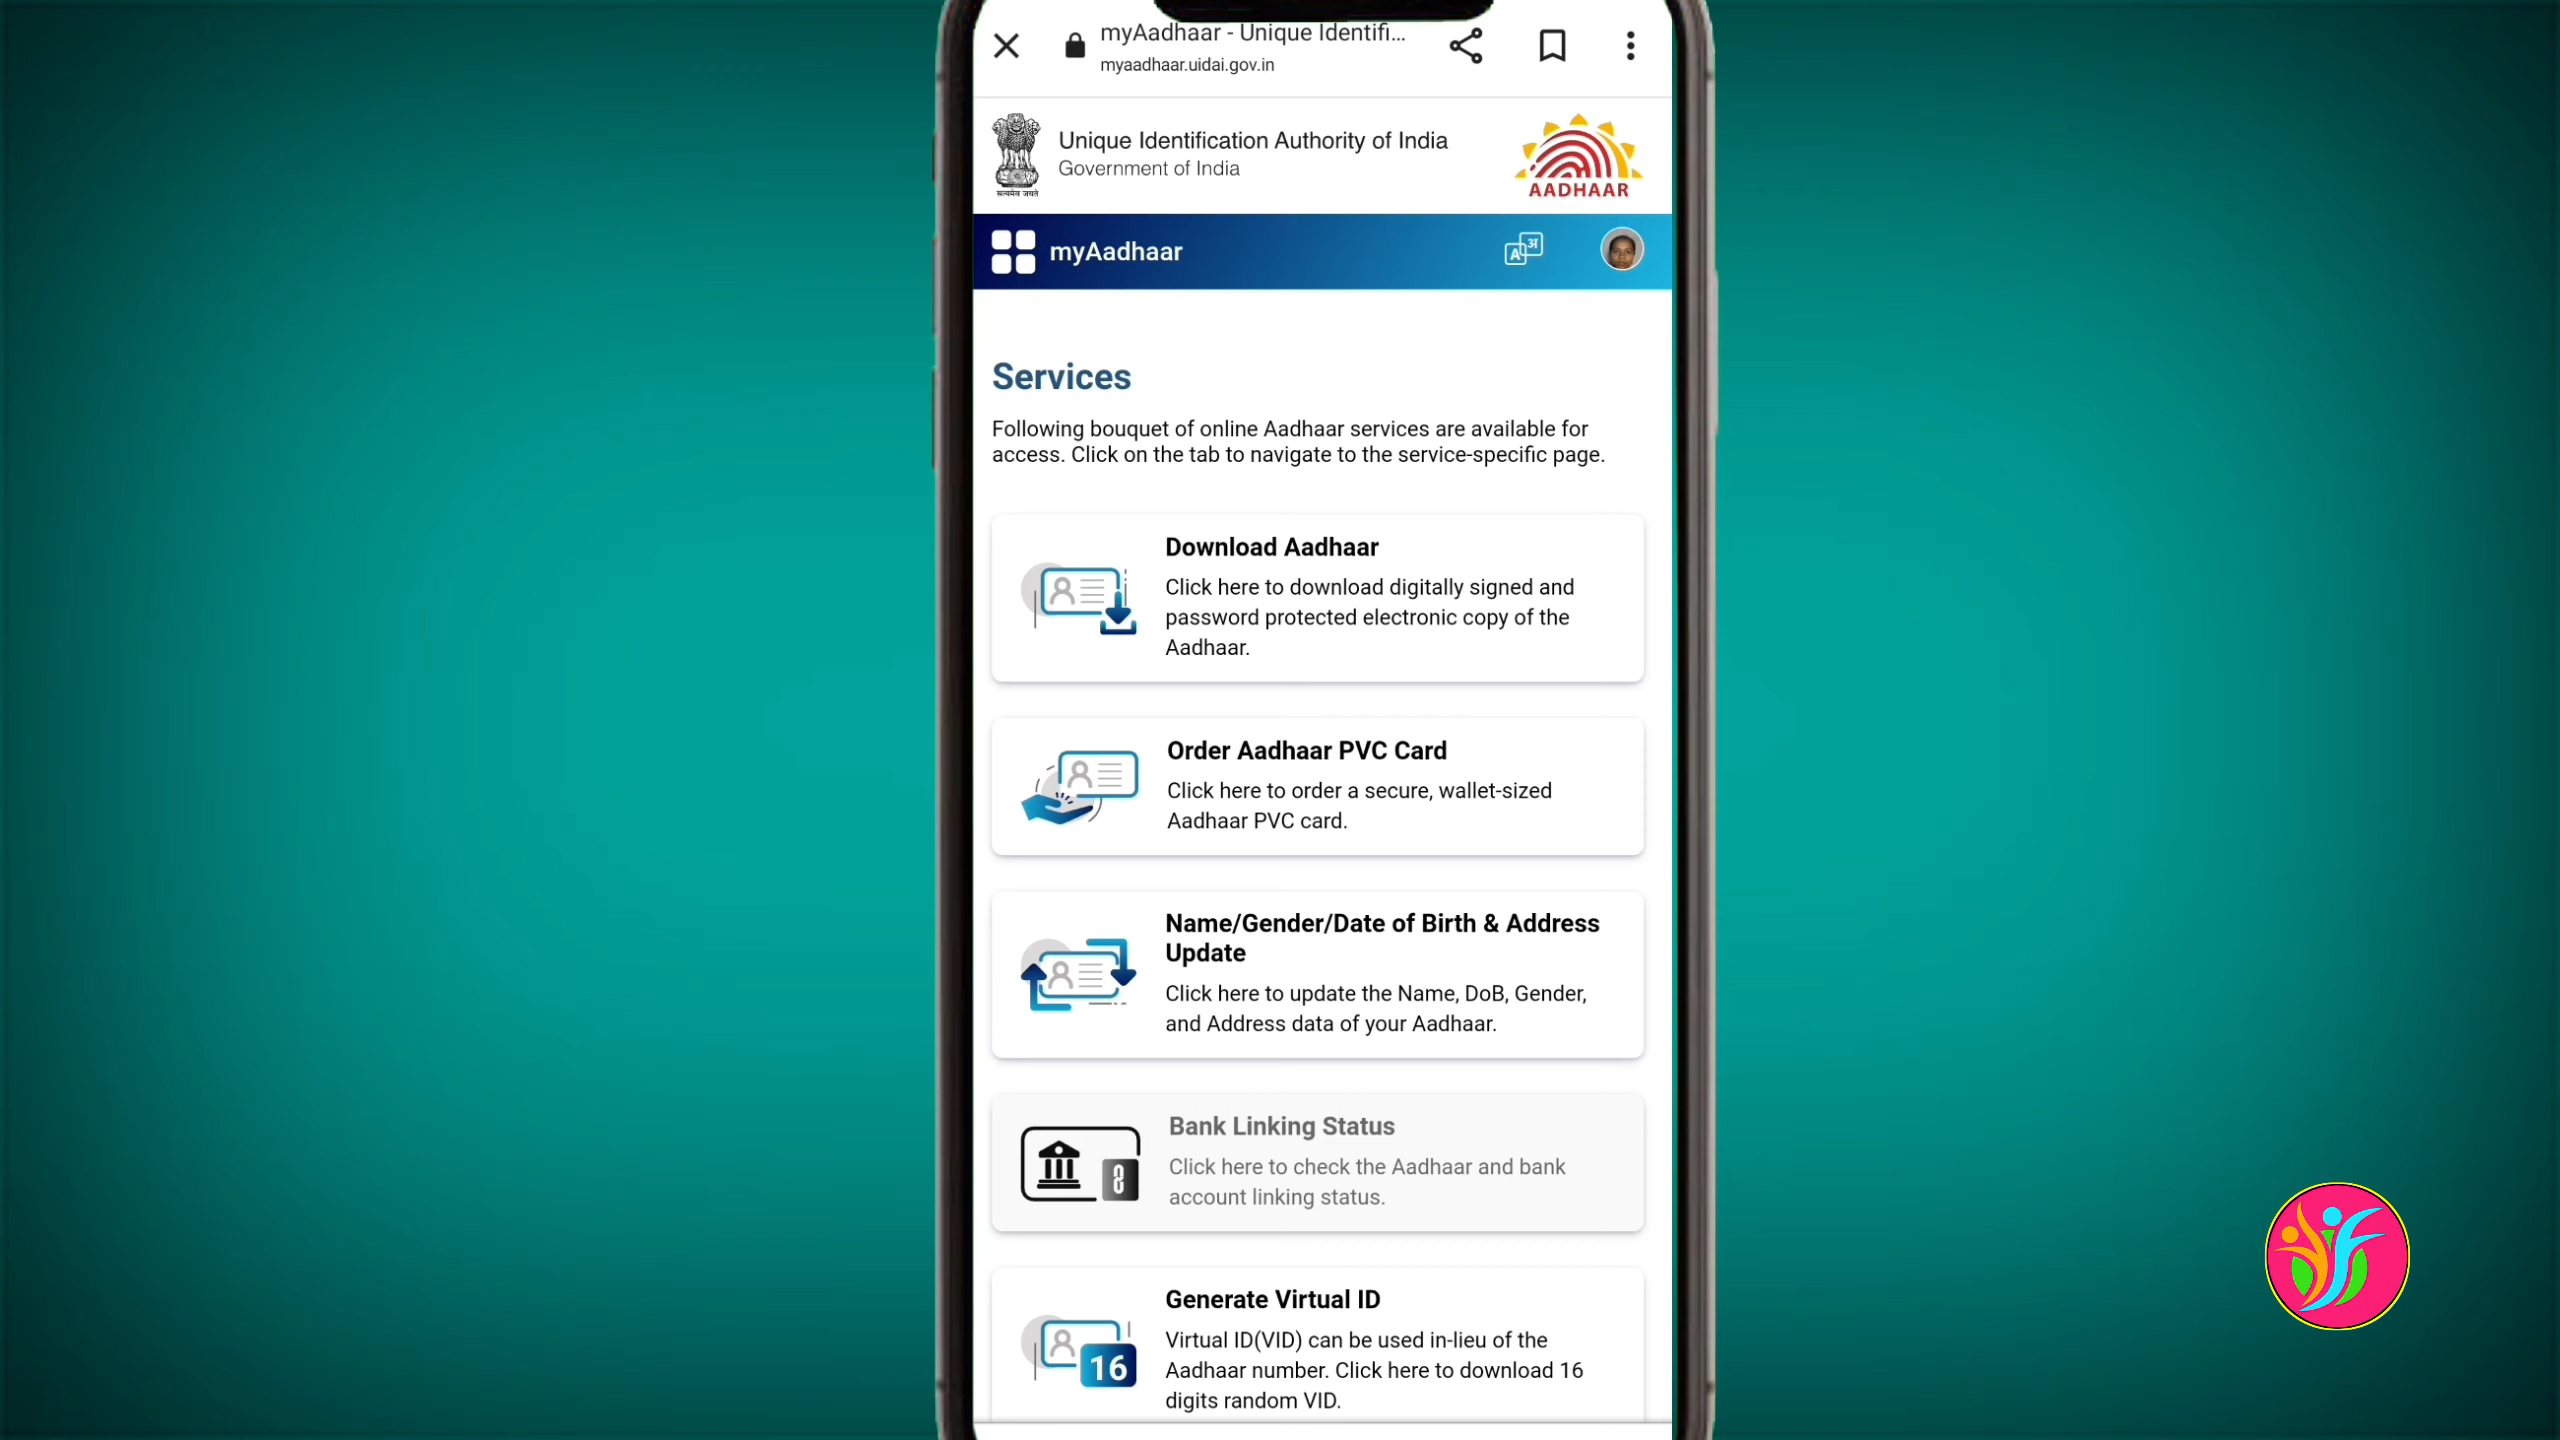 myAadhaar - Unique Identifi...
myaadhaar.uidai.gov.in
सत्यमेव जयते
Unique Identification Authority of India
Government of India
AADHAAR
myAadhaar
A अ
Services
Following bouquet of online Aadhaar services are available for
access. Click on the tab to navigate to the service-specific page.
Download Aadhaar
Click here to download digitally signed and
password protected electronic copy of the
Aadhaar.
Order Aadhaar PVC Card
Click here to order a secure, wallet-sized
Aadhaar PVC card.
Name/Gender/Date of Birth & Address
Update
Click here to update the Name, DoB, Gender,
and Address data of your Aadhaar.
Bank Linking Status
Click here to check the Aadhaar and bank
account linking status.
16
Generate Virtual ID
Virtual ID(VID) can be used in-lieu of the
Aadhaar number. Click here to download 16
digits random VID.